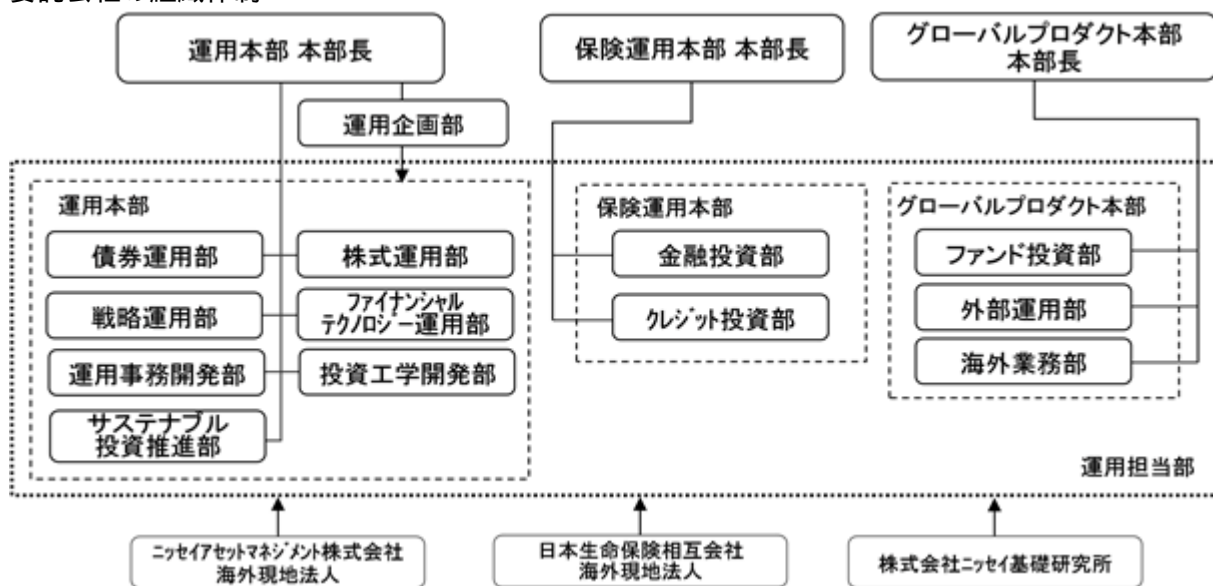 運用本部 本部長
保険運用本部 本部長
グローバルプロダクト本部
本部長
運用企画部
運用本部
債券運用部
株式運用部
戦略運用部
ファイナンシャル
テクノロジー運用部
運用事務開発部
投資工学開発部
サステナブル
投資推進部
保険運用本部
金融投資部
クレジット投資部
グローバルプロダクト本部
ファンド投資部
外部運用部
海外業務部
運用担当部
ニッセイアセットマネジメント株式会社
海外現地法人
日本生命保険相互会社
海外現地法人
株式会社ニッセイ基礎研究所